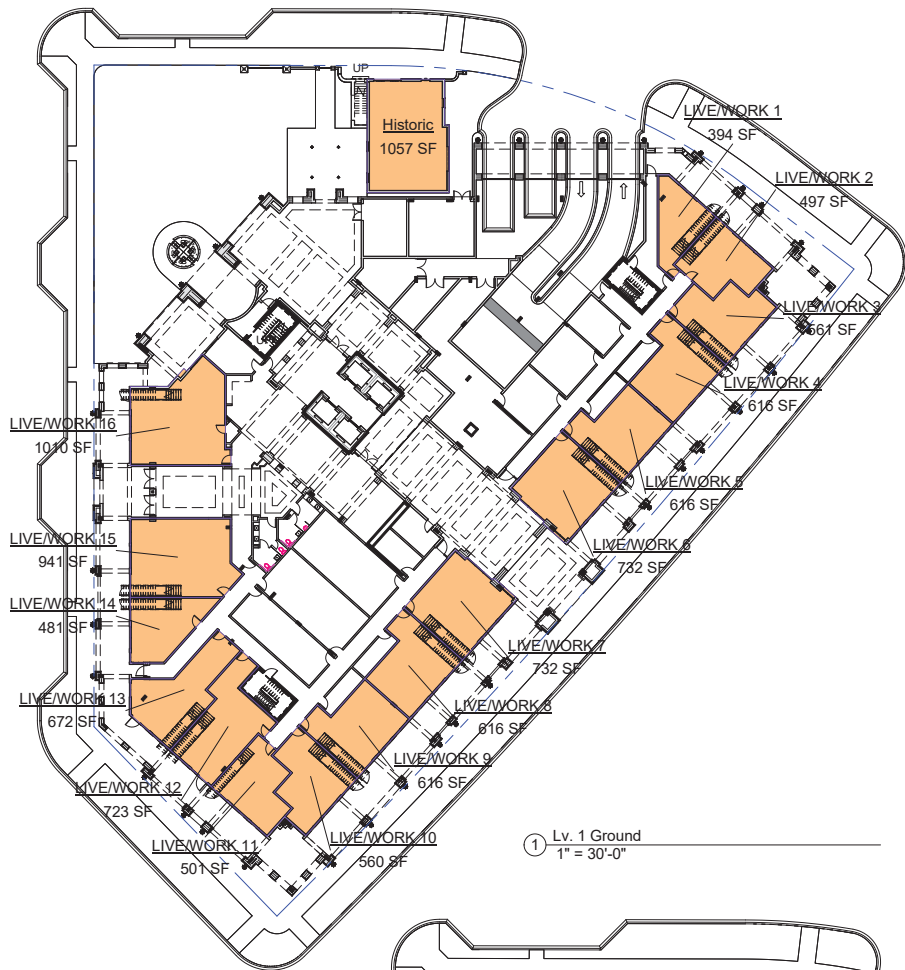 UP
Historic
1057 SF
LIVE/WORK 1
394 SF
LIVE/WORK 2
497 SF
LIVE/WORK 3
561 SF
LIVE/WORK 4
616 SF
LIVE/WORK 5
616 SF
LIVE/WORK 6
732 SF
LIVE/WORK 7
732 SF
LIVE/WORK 8
616 SF
LIVE/WORK 9
616 SF
LIVE/WORK 10
560 SF
LIVE/WORK 11
501 SF
LIVE/WORK 12
723 SF
LIVE/WORK 13
672 SF
LIVE/WORK 14
481 SF
LIVE/WORK 15
941 SF
LIVE/WORK 16
1010 SF
UP
1
Lv. 1 Ground
1" = 30'-0"